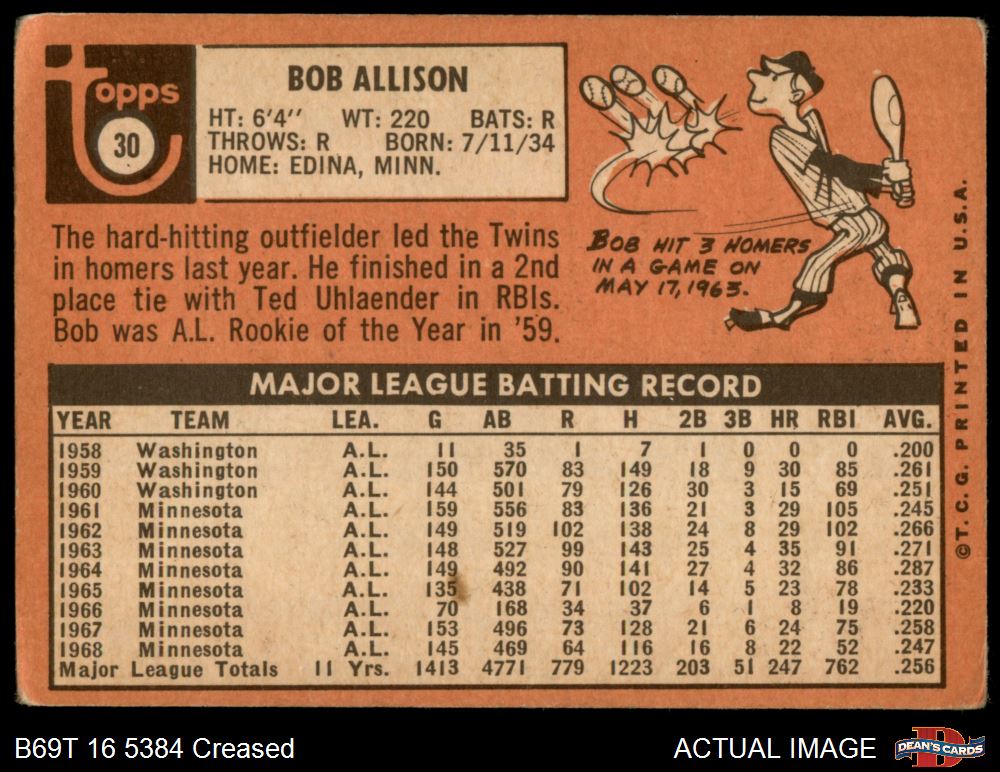 Topps
30
BOB ALLISON
HT: 6'4'' WT: 220 BATS: R
THROWS: R BORN: 7/11/34
HOME: EDINA, MINN.
The hard-hitting outfielder led the Twins
in homers last year. He finished in a 2nd
place tie with Ted Uhlaender in RBIs.
Bob was A.L. Rookie of the Year in '59.
BOB HIT 3 HOMERS
IN A GAME ON
MAY 17, 1963.
MAJOR LEAGUE BATTING RECORD
YEAR TEAM LEA. G AB R H 2B 3B HR RBI AVG.
1958 Washington A.L. 11 35 1 7 1 0 0 0 .200
1959 Washington A.L. 150 570 83 149 18 9 30 85 .261
1960 Washington A.L. 144 501 79 126 30 3 15 69 .251
1961 Minnesota A.L. 159 556 83 136 21 3 29 105 .245
1962 Minnesota A.L. 149 519 102 138 24 8 29 102 .266
1963 Minnesota A.L. 148 527 99 143 25 4 35 91 .271
1964 Minnesota A.L. 149 492 90 141 27 4 32 86 .287
1965 Minnesota A.L. 135 438 71 102 14 5 23 78 .233
1966 Minnesota A.L. 70 168 34 37 6 1 8 19 .220
1967 Minnesota A.L. 153 496 73 128 21 6 24 75 .258
1968 Minnesota A.L. 145 469 64 116 16 8 22 52 .247
Major League Totals 11 Yrs. 1413 4771 779 1223 203 51 247 762 .256
©T.C.G. PRINTED IN U.S.A.
B69T 16 5384 Creased
ACTUAL IMAGE
DEAN'S CARDS